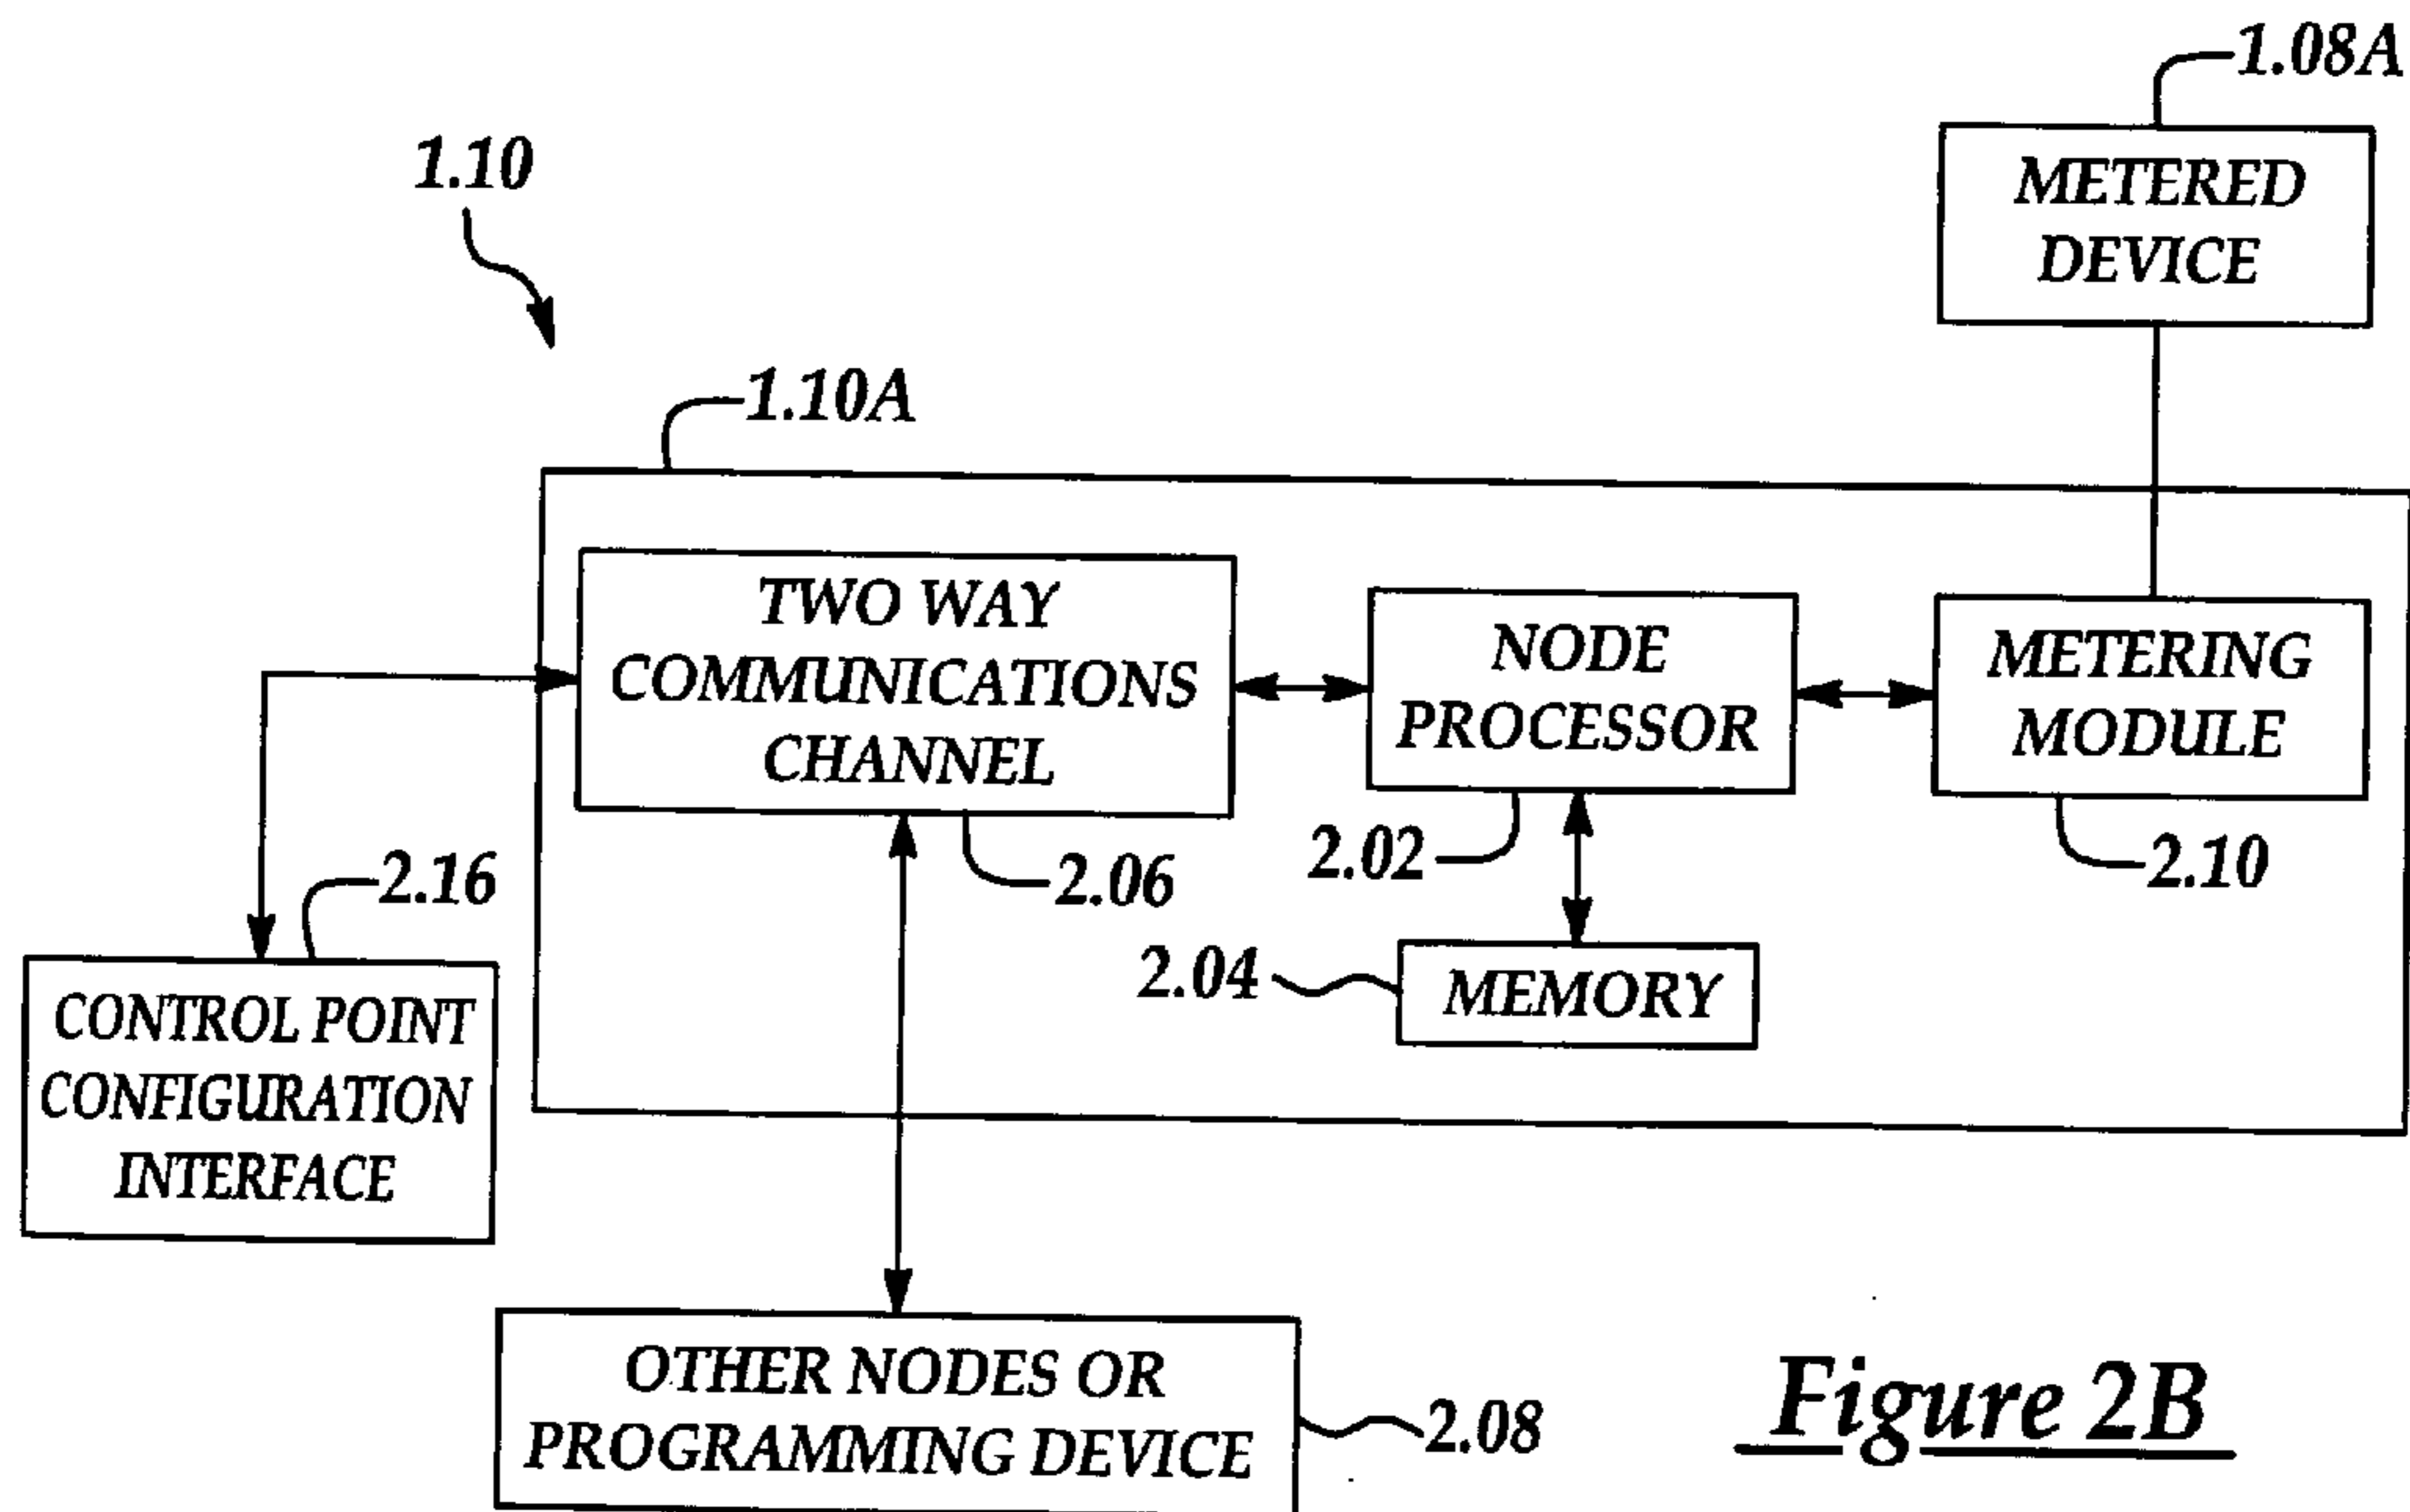 1.08A
METERED
DEVICE
1.10
1.10A
TWO WAY
COMMUNICATIONS
CHANNEL
NODE
PROCESSOR
METERING
MODULE
2.16
2.06
2.02
2.10
2.04
MEMORY
CONTROL POINT
CONFIGURATION
INTERFACE
OTHER NODES OR
PROGRAMMING DEVICE
2.08
Figure 2B